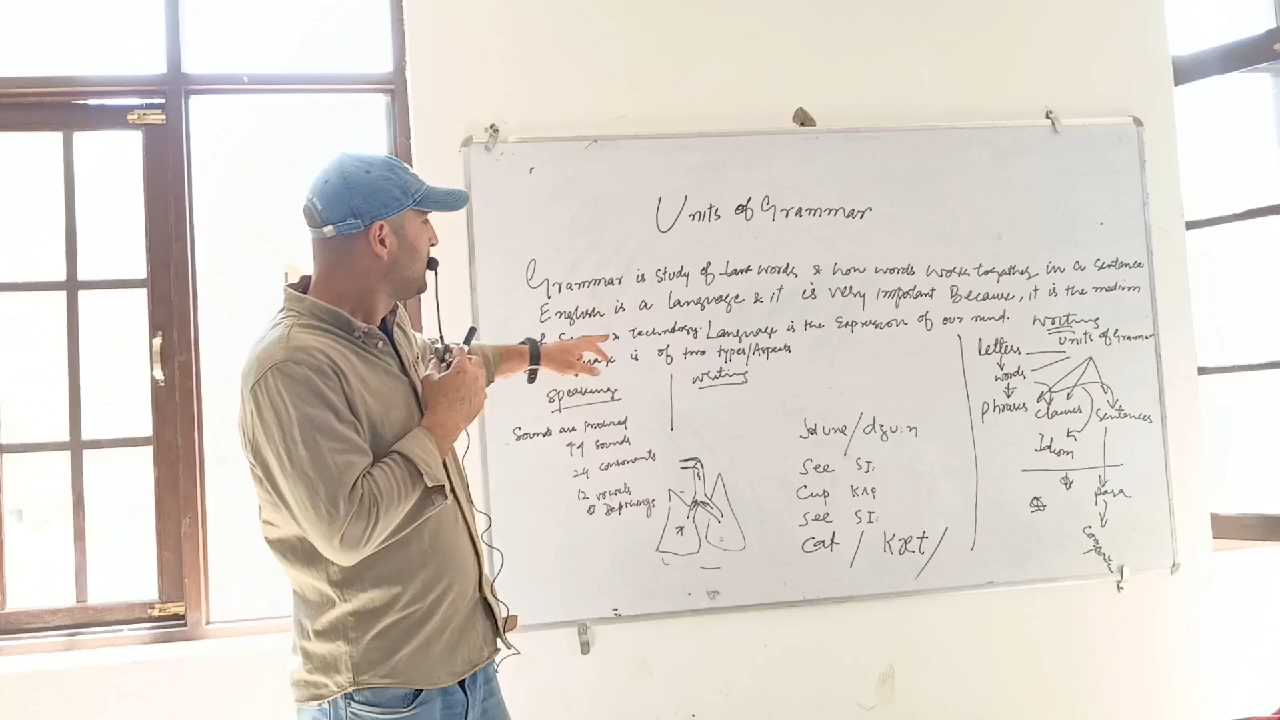 Units of Grammar
Grammar is study of words & how words work together in a sentence
English is a language & it is very important Because, it is the medium
of & Technology. Language is the Expression of our mind.
is of two types/Aspects
Speaking
Writing
Sounds are produced
44 sounds
24 consonants
12 vowels
8
June/dʒu:n
See SI:
Cup kʌp
See SI:
cat / kæt/
Writing
Units of Grammar
Letters
words
phrases clauses sentences
Idiom
para